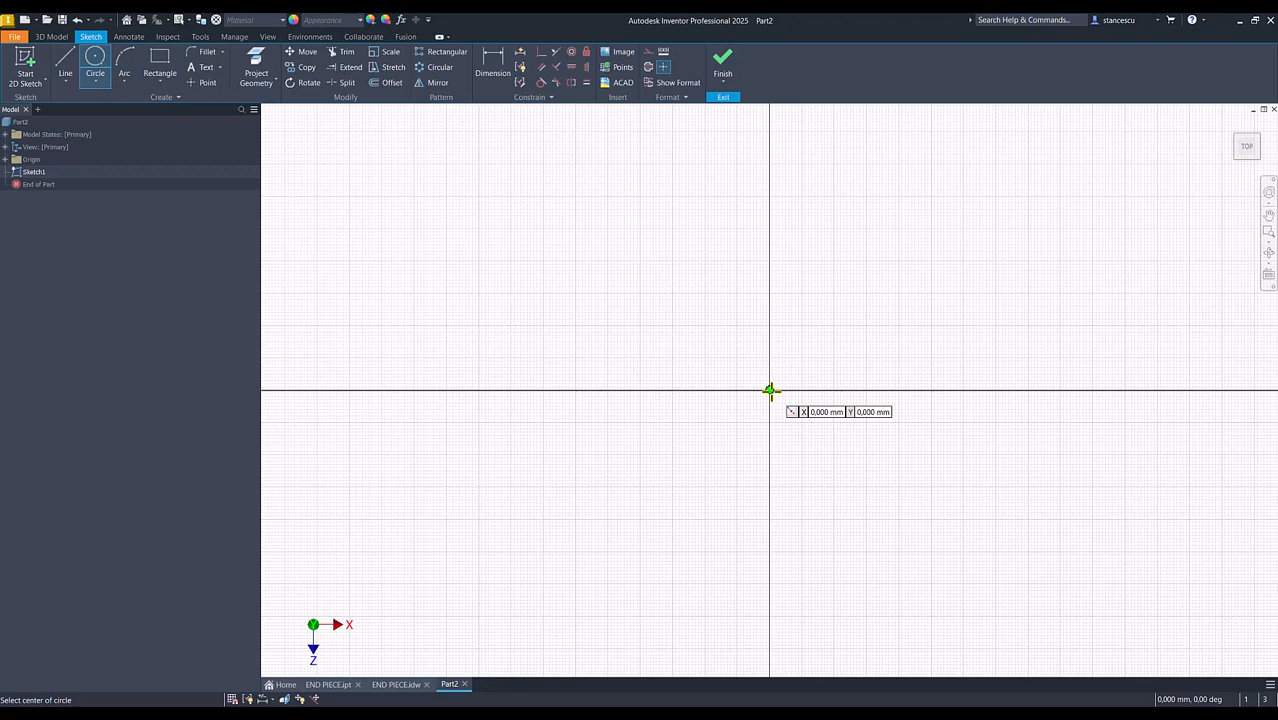 Material
Appearance
Autodesk Inventor Professional 2025 Part2
Search Help & Commands...
stancescu
File
3D Model
Sketch
Annotate
Inspect
Tools
Manage
View
Environments
Collaborate
Fusion
Start
2D Sketch
Line
Circle
Arc
Rectangle
Fillet
Text
Point
Project
Geometry
Move
Copy
Rotate
Trim
Extend
Split
Scale
Stretch
Offset
Rectangular
Circular
Mirror
Dimension
Image
Points
ACAD
Show Format
Finish
Sketch
Create
Modify
Pattern
Constrain
Insert
Format
Exit
Model
Part2
Model States: [Primary]
View: [Primary]
Origin
Sketch1
End of Part
TOP
X 0,000 mm Y 0,000 mm
Y
X
Z
Home
END PIECE.ipt
END PIECE.idw
Part2
Select center of circle
0,000 mm, 0,00 deg
1
3